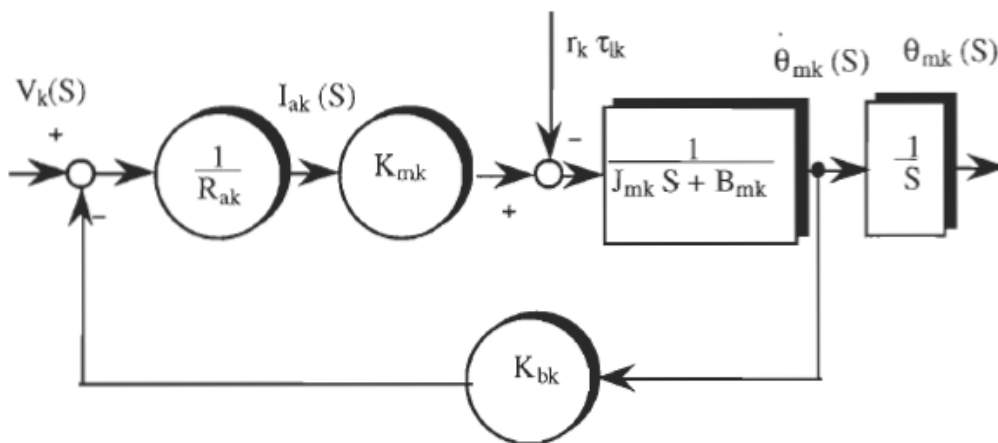 V_k(S)
+
−
1
R_ak
I_ak (S)
K_mk
+
r_k τ_lk
−
1
J_mk S + B_mk
θ̇_mk (S)
θ_mk (S)
1
S
K_bk